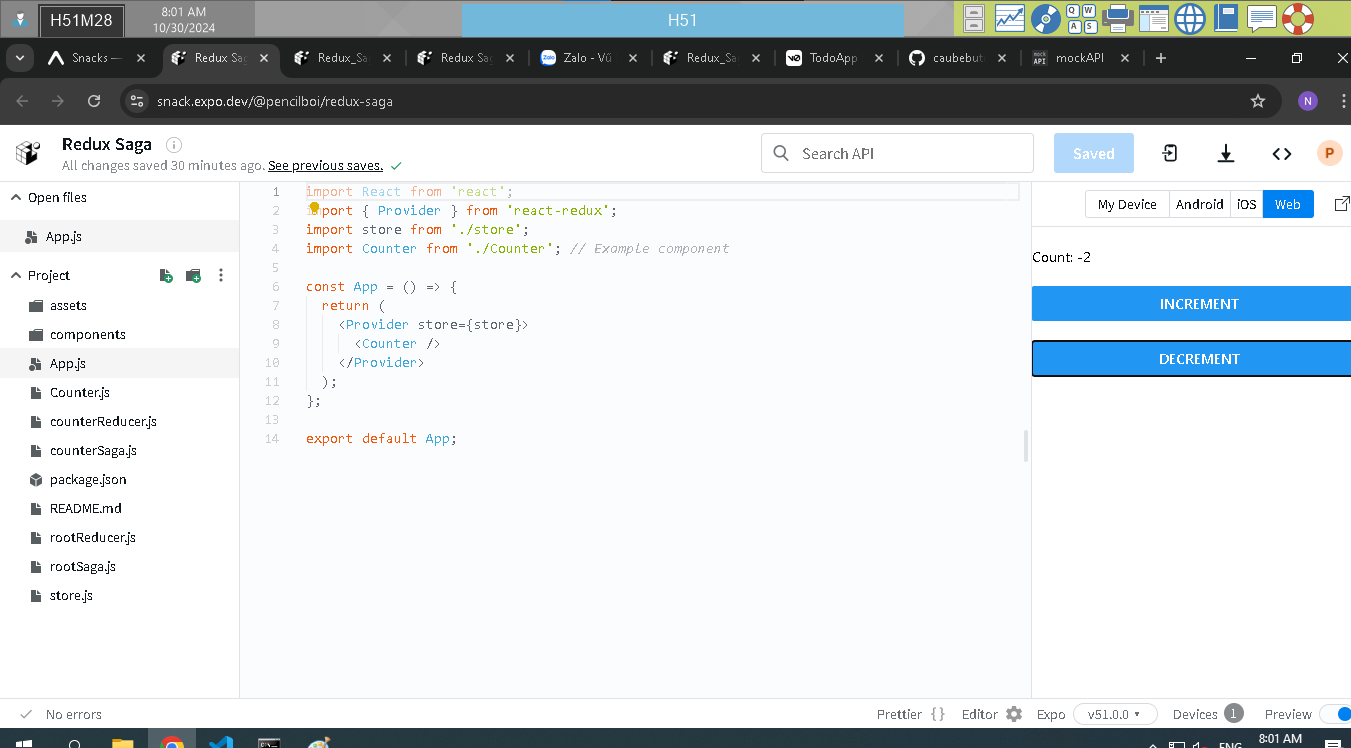 H51M28
8:01 AM
10/30/2024
H51
Q W
A S
Snacks —
Redux Sag
Redux_Sa
Redux Sag
Zalo
Zalo - Vũ
Redux_Sa
TodoApp
caubebut
mock
API
mockAPI
snack.expo.dev/@pencilboi/redux-saga
N
Redux Saga
All changes saved 30 minutes ago. See previous saves.
Search API
Saved
P
Open files
App.js
Project
assets
components
App.js
Counter.js
counterReducer.js
counterSaga.js
package.json
README.md
rootReducer.js
rootSaga.js
store.js
1 import React from 'react';
2 import { Provider } from 'react-redux';
3 import store from './store';
4 import Counter from './Counter'; // Example component
5
6 const App = () => {
7 return (
8 <Provider store={store}>
9 <Counter />
10 </Provider>
11 );
12 };
13
14 export default App;
My Device
Android
iOS
Web
Count: -2
INCREMENT
DECREMENT
No errors
Prettier { }
Editor
Expo
v51.0.0
Devices 1
Preview
ENG
8:01 AM